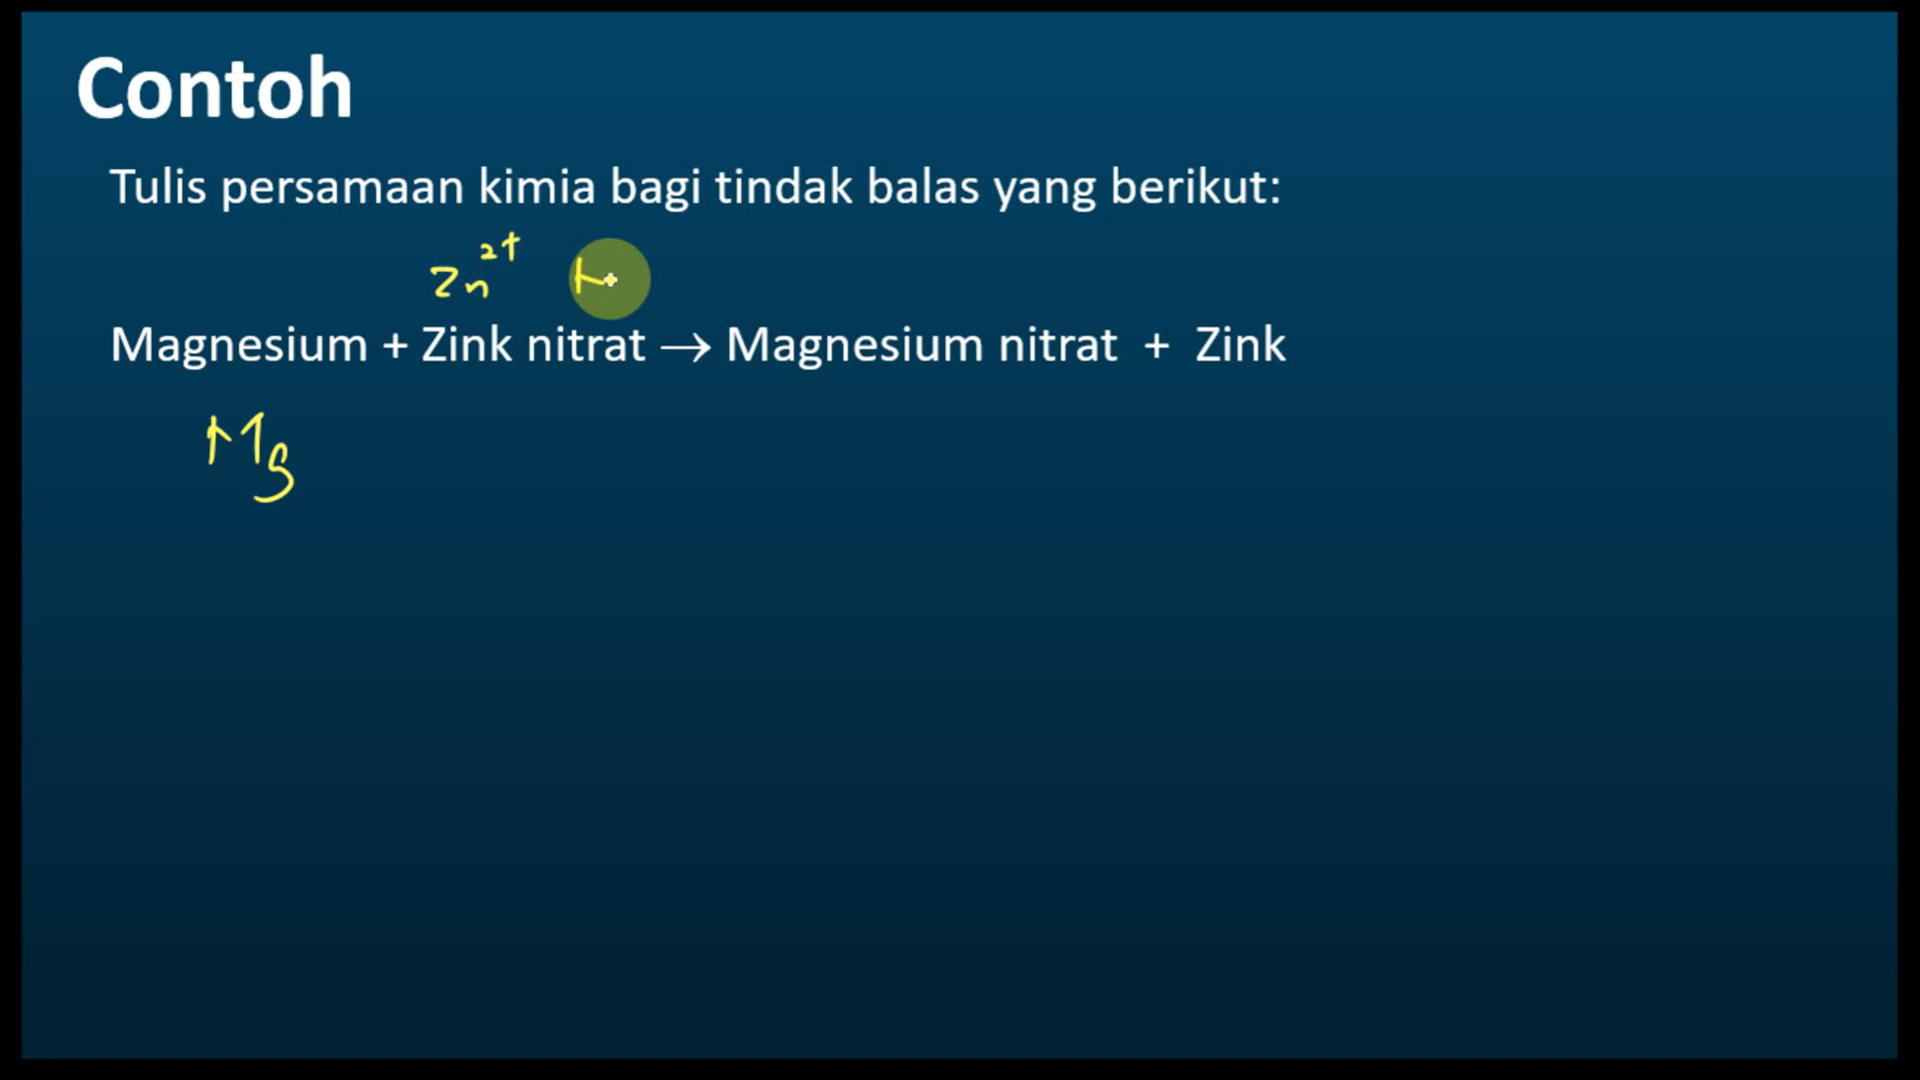 Contoh
Tulis persamaan kimia bagi tindak balas yang berikut:
Zn²⁺
Magnesium + Zink nitrat → Magnesium nitrat + Zink
Mg